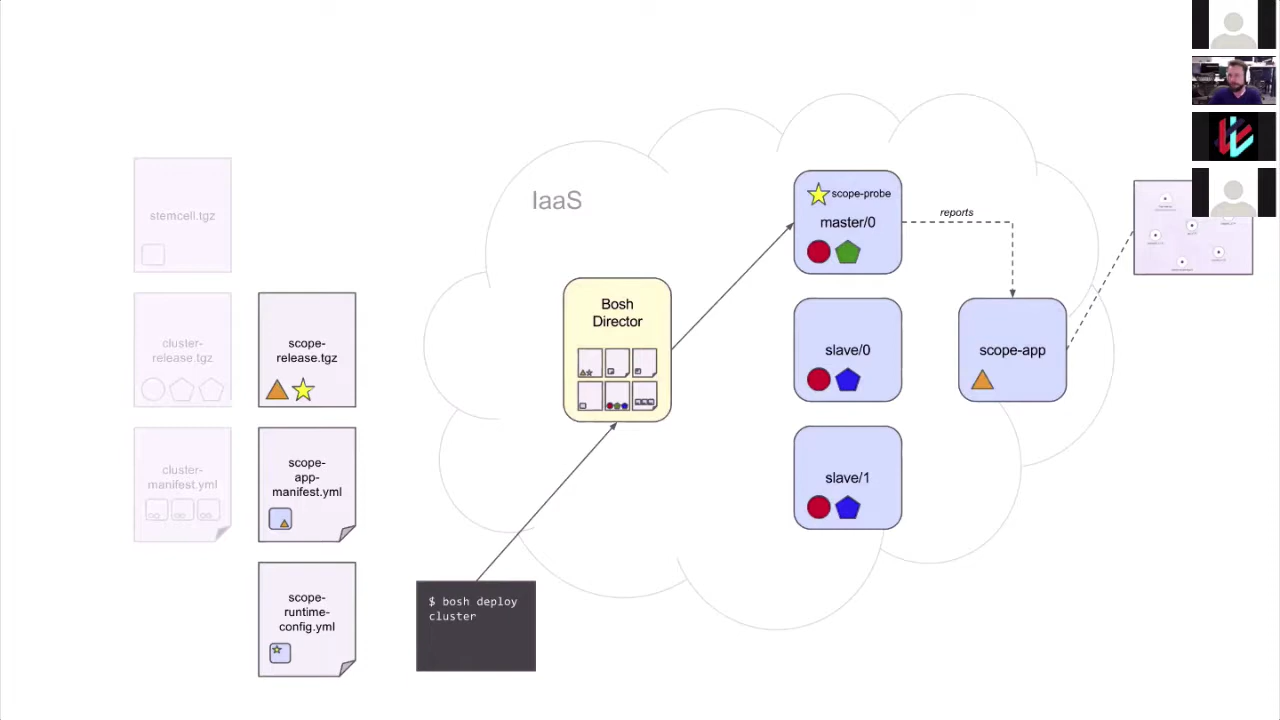 stemcell.tgz
cluster-
release.tgz
cluster-
manifest.yml
scope-
release.tgz
scope-
app-
manifest.yml
scope-
runtime-
config.yml
$ bosh deploy
cluster
IaaS
Bosh
Director
scope-probe
master/0
slave/0
slave/1
reports
scope-app